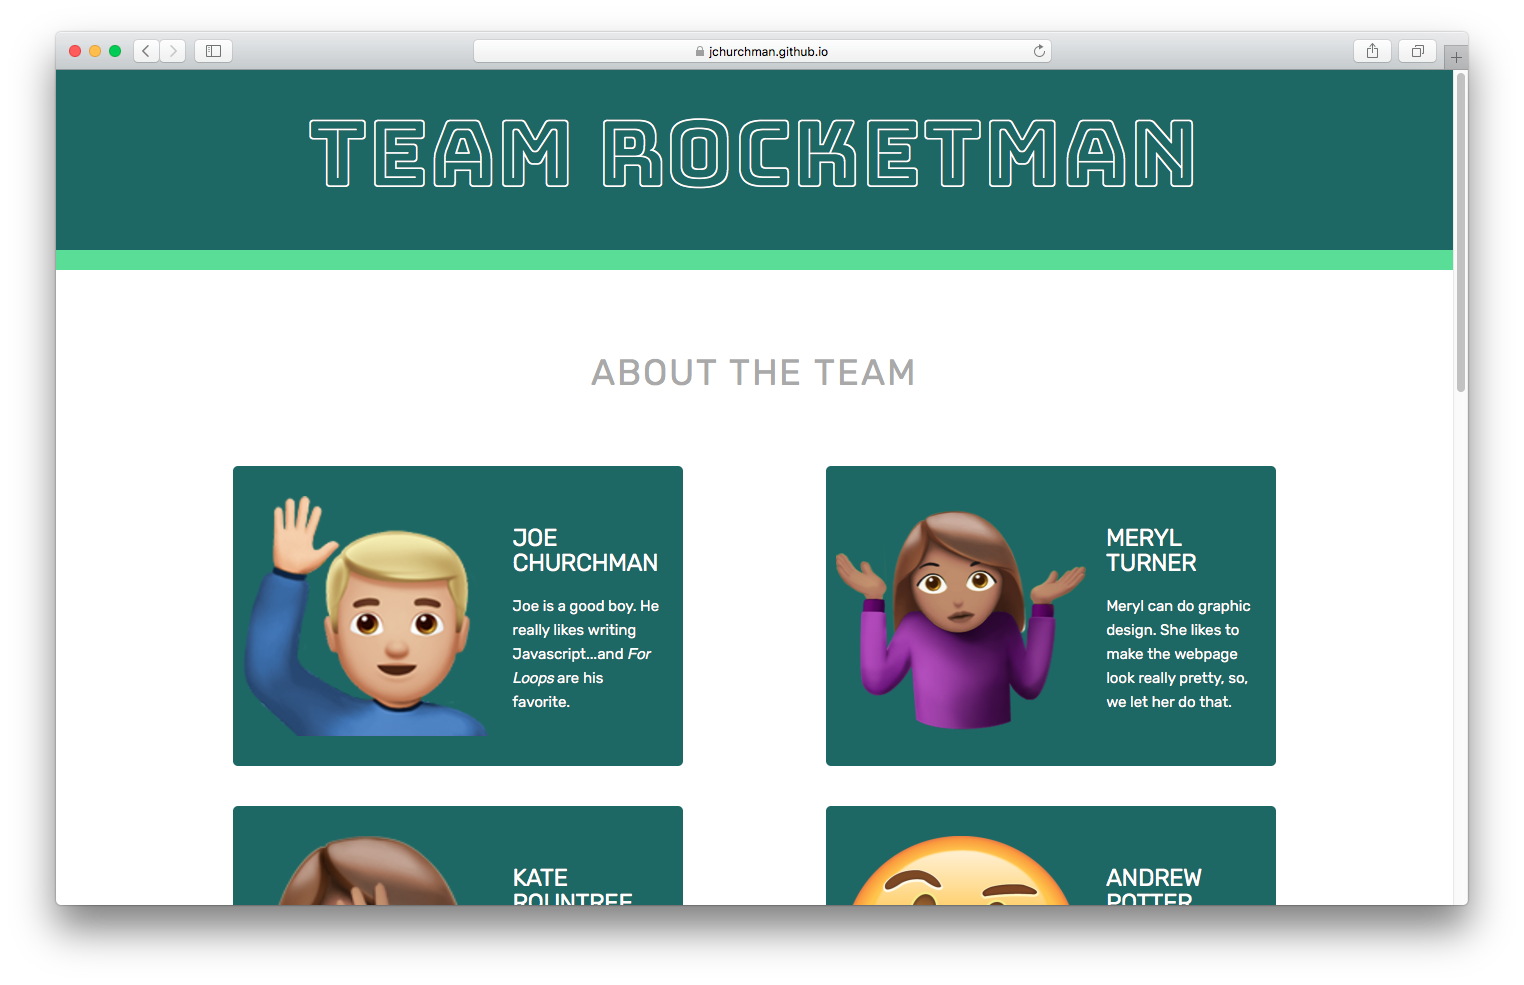 jchurchman.github.io
TEAM ROCKETMAN
ABOUT THE TEAM
JOE
CHURCHMAN
Joe is a good boy. He
really likes writing
Javascript...and For
Loops are his
favorite.
MERYL
TURNER
Meryl can do graphic
design. She likes to
make the webpage
look really pretty, so,
we let her do that.
KATE
ROUNTREE
ANDREW
POTTER